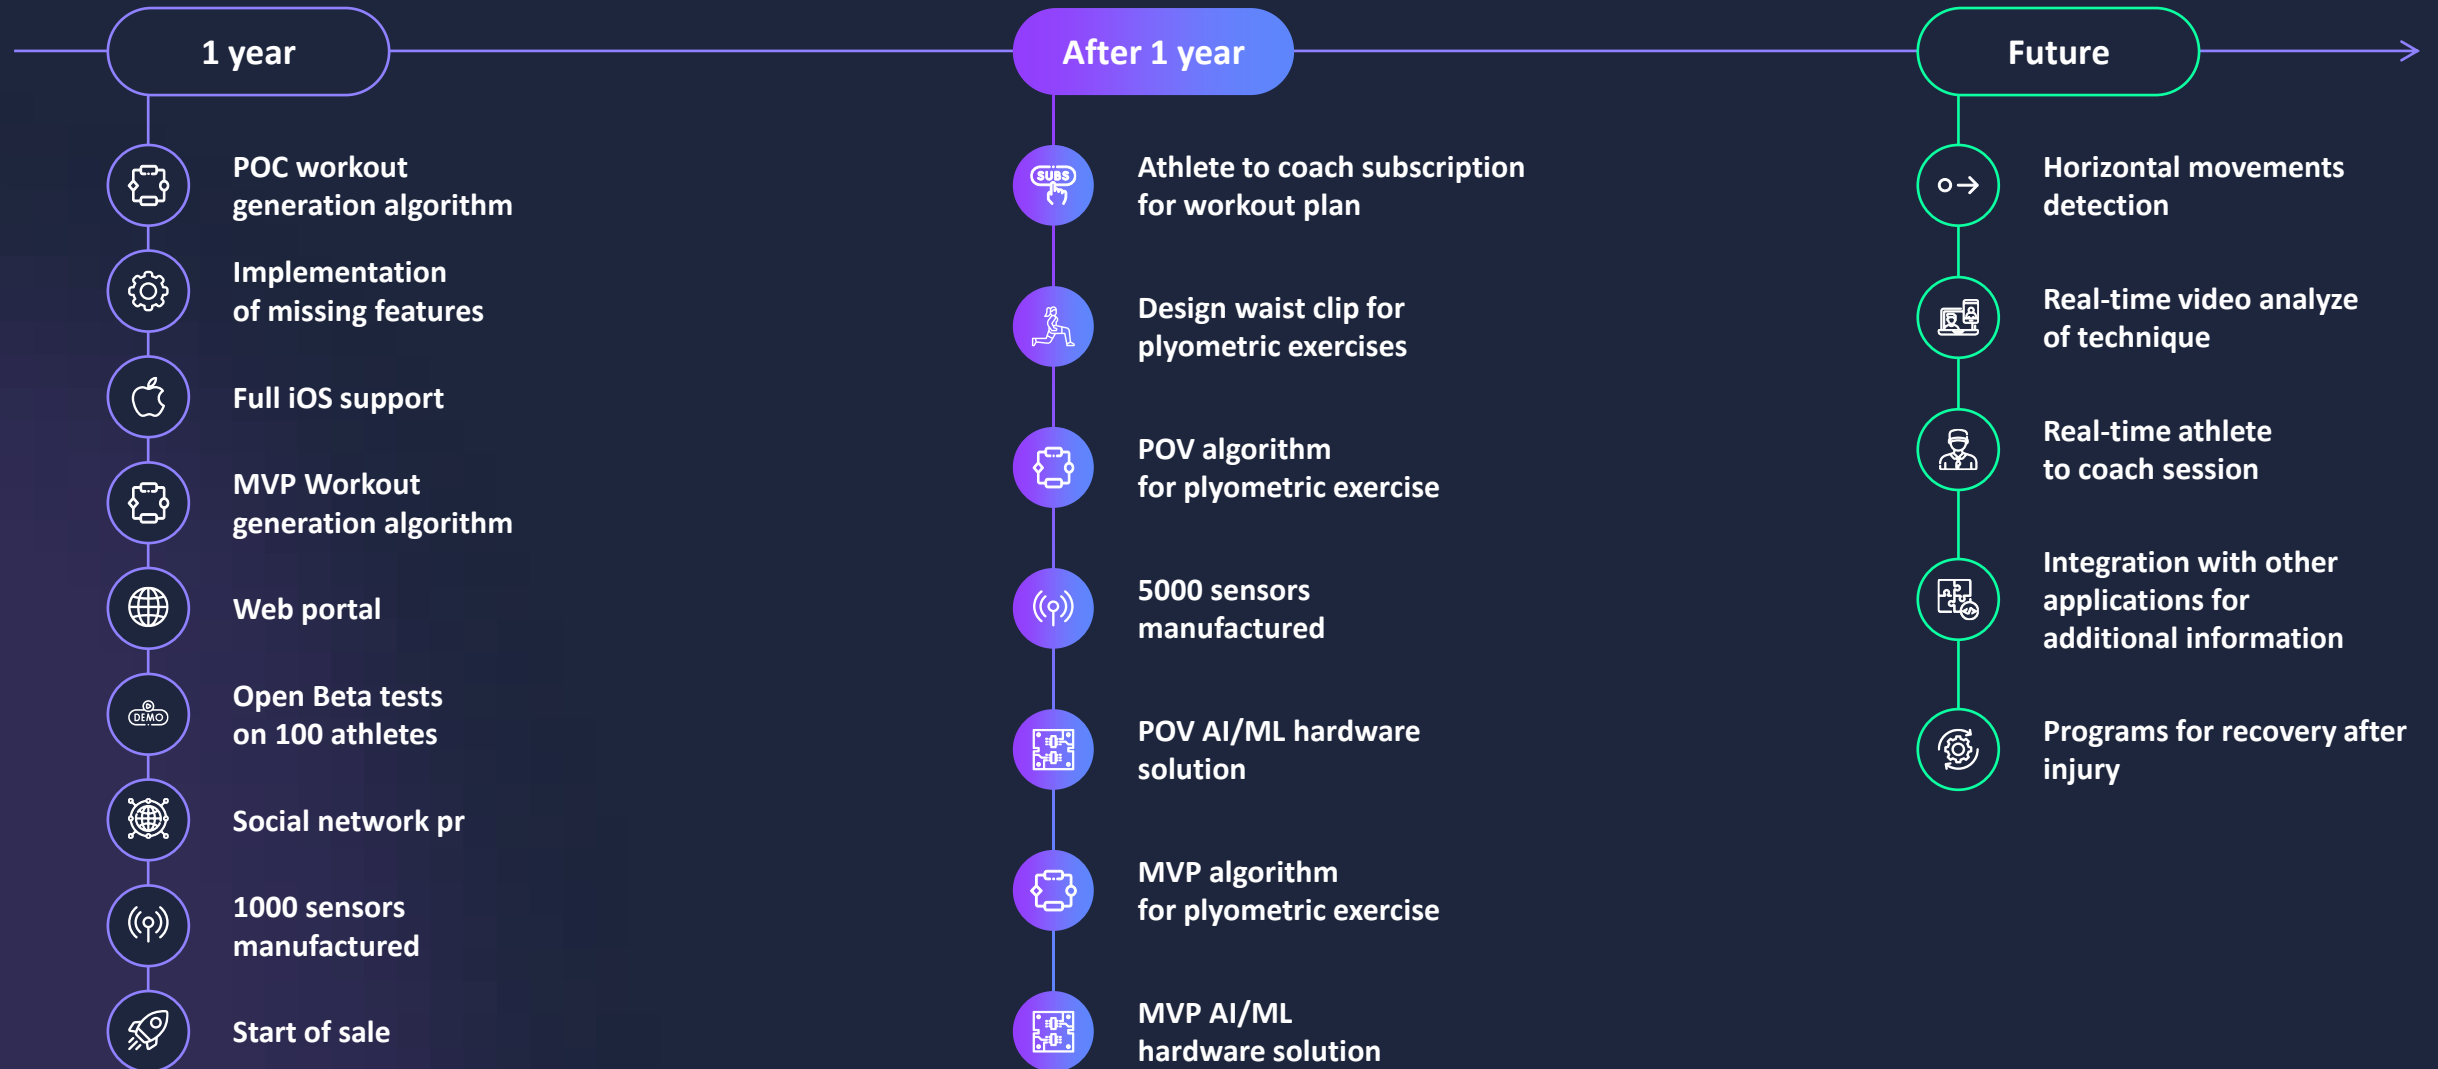 1 year
POC workout
generation algorithm
Implementation
of missing features
Full iOS support
MVP Workout
generation algorithm
Web portal
DEMO
Open Beta tests
on 100 athletes
Social network pr
1000 sensors
manufactured
Start of sale
After 1 year
SUBS
Athlete to coach subscription
for workout plan
Design waist clip for
plyometric exercises
POV algorithm
for plyometric exercise
5000 sensors
manufactured
POV AI/ML hardware
solution
MVP algorithm
for plyometric exercise
MVP AI/ML
hardware solution
Future
Horizontal movements
detection
Real-time video analyze
of technique
Real-time athlete
to coach session
Integration with other
applications for
additional information
Programs for recovery after
injury